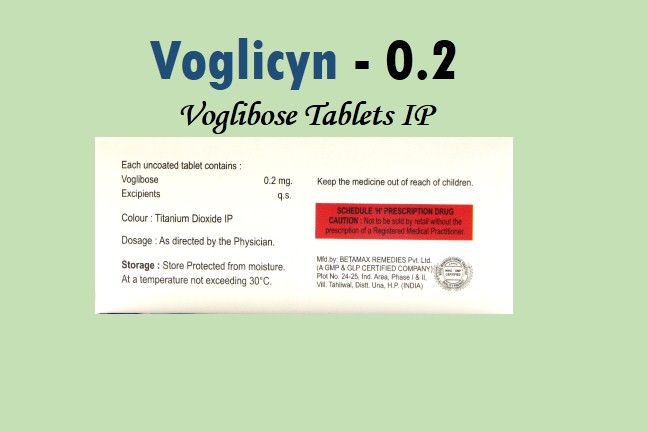 Voglicyn - 0.2
Voglibose Tablets IP
Each uncoated tablet contains :
Voglibose 0.2 mg.
Excipients q.s.
Colour : Titanium Dioxide IP
Dosage : As directed by the Physician.
Storage : Store Protected from moisture.
At a temperature not exceeding 30°C.
Keep the medicine out of reach of children.
SCHEDULE 'H' PRESCRIPTION DRUG
CAUTION : Not to be sold by retail without the
prescription of a Registered Medical Practitioner.
Mfd.by: BETAMAX REMEDIES Pvt. Ltd.
(A GMP & GLP CERTIFIED COMPANY)
Plot No. 24-25, Ind. Area, Phase I & II,
Vill. Tahliwal, Distt. Una, H.P. (INDIA)